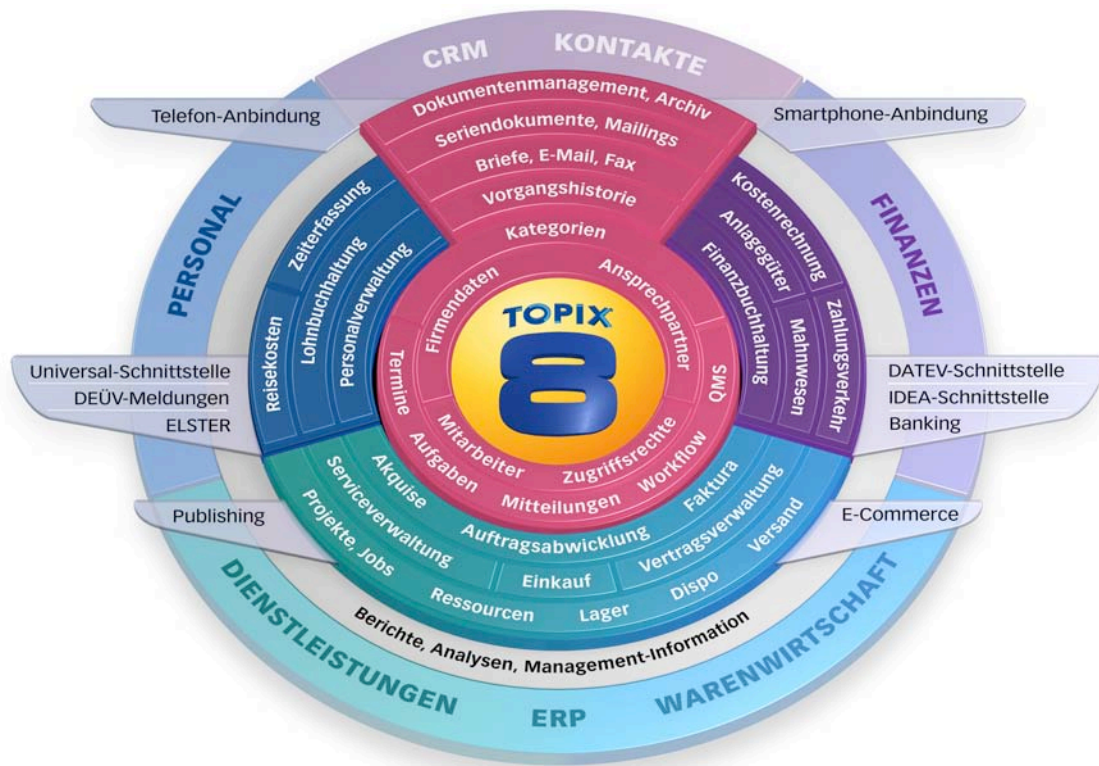 CRM KONTAKTE
Telefon-Anbindung
Dokumentenmanagement, Archiv
Smartphone-Anbindung
Seriendokumente, Mailings
Briefe, E-Mail, Fax
Vorgangshistorie
Kategorien
PERSONAL
Zeiterfassung
Lohnbuchhaltung
Personalverwaltung
Reisekosten
Firmendaten
Ansprechpartner
TOPIX®
8
Kostenrechnung
Anlagegüter
Finanzbuchhaltung
Zahlungsverkehr
Mahnwesen
FINANZEN
Termine
QMS
Universal-Schnittstelle
DEÜV-Meldungen
ELSTER
DATEV-Schnittstelle
IDEA-Schnittstelle
Banking
Mitarbeiter
Zugriffsrechte
Aufgaben
Mitteilungen
Workflow
Akquise
Auftragsabwicklung
Faktura
Serviceverwaltung
Einkauf
Vertragsverwaltung
Projekte, Jobs
Ressourcen
Lager
Dispo
Versand
Publishing
E-Commerce
Berichte, Analysen, Management-Information
DIENSTLEISTUNGEN
ERP
WARENWIRTSCHAFT